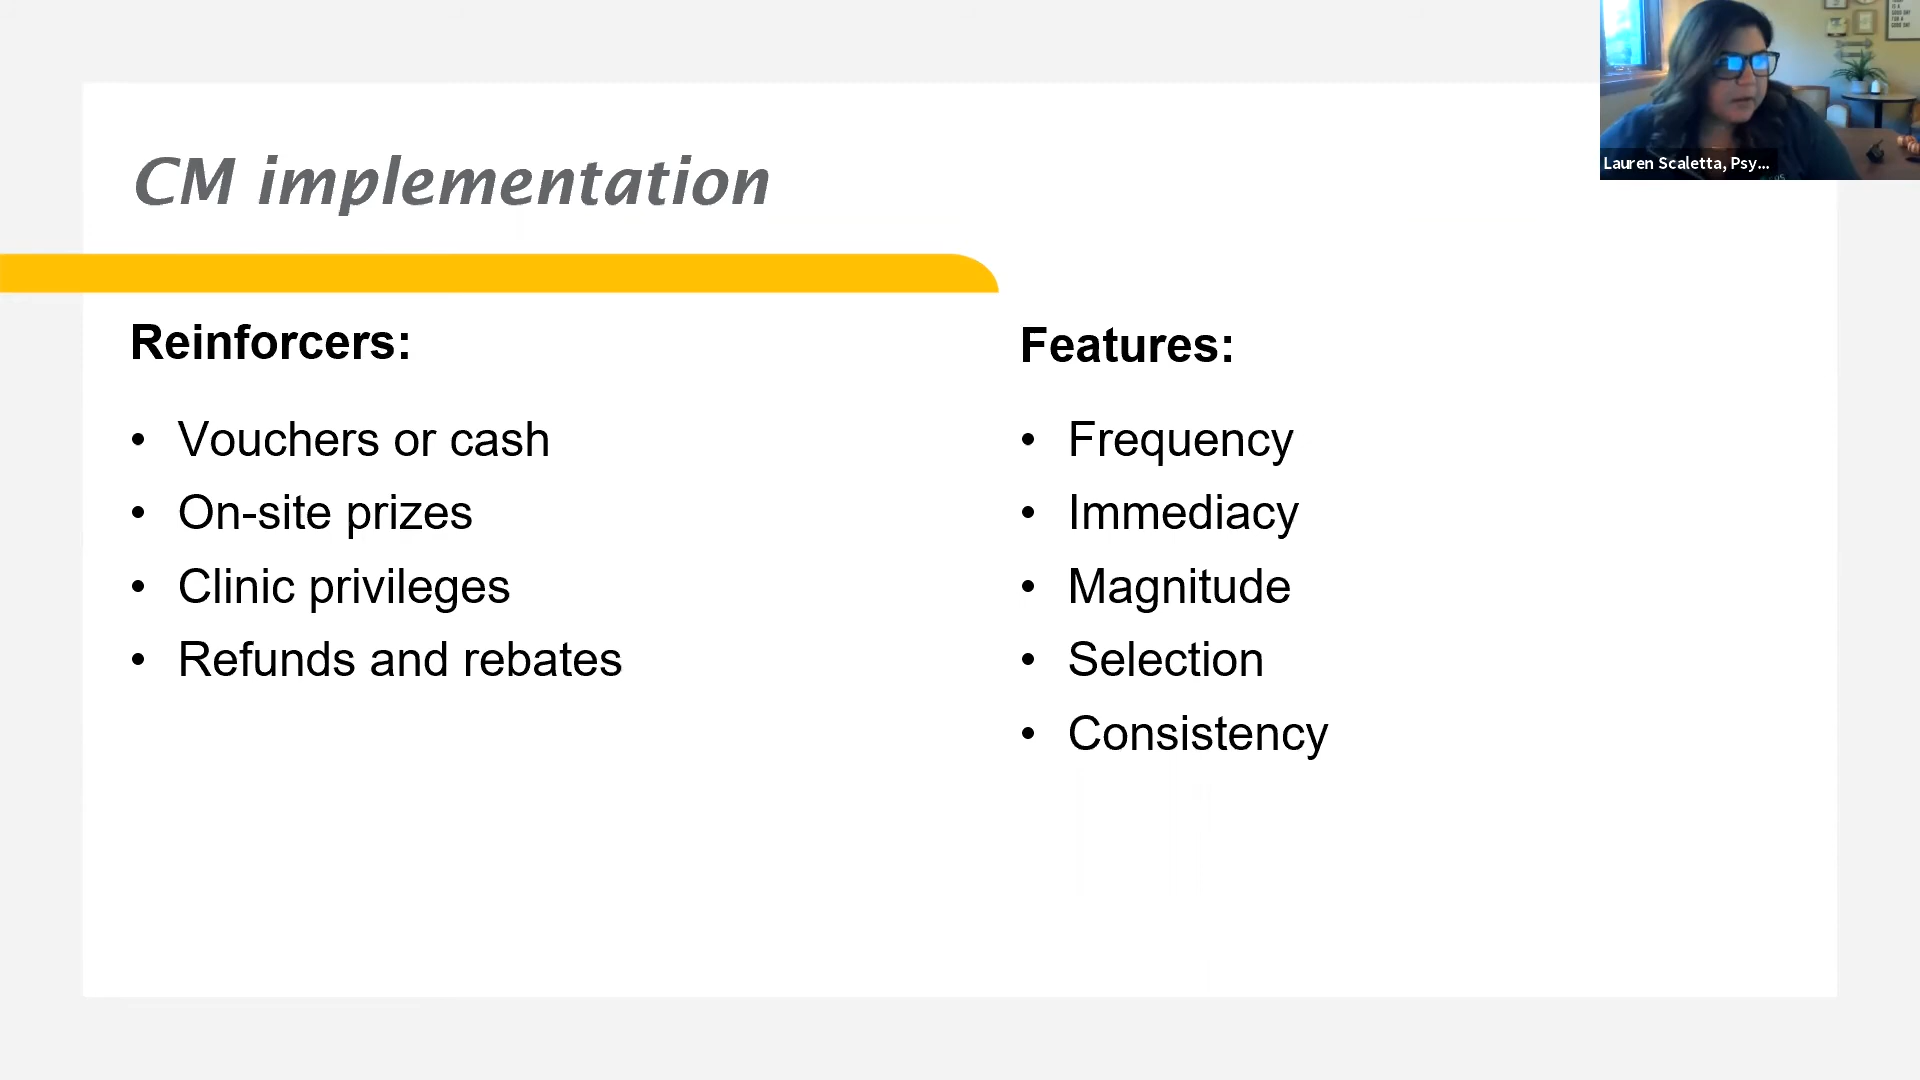 CM implementation
Reinforcers:
• Vouchers or cash
• On-site prizes
• Clinic privileges
• Refunds and rebates
Features:
• Frequency
• Immediacy
• Magnitude
• Selection
• Consistency
Lauren Scaletta, Psy...